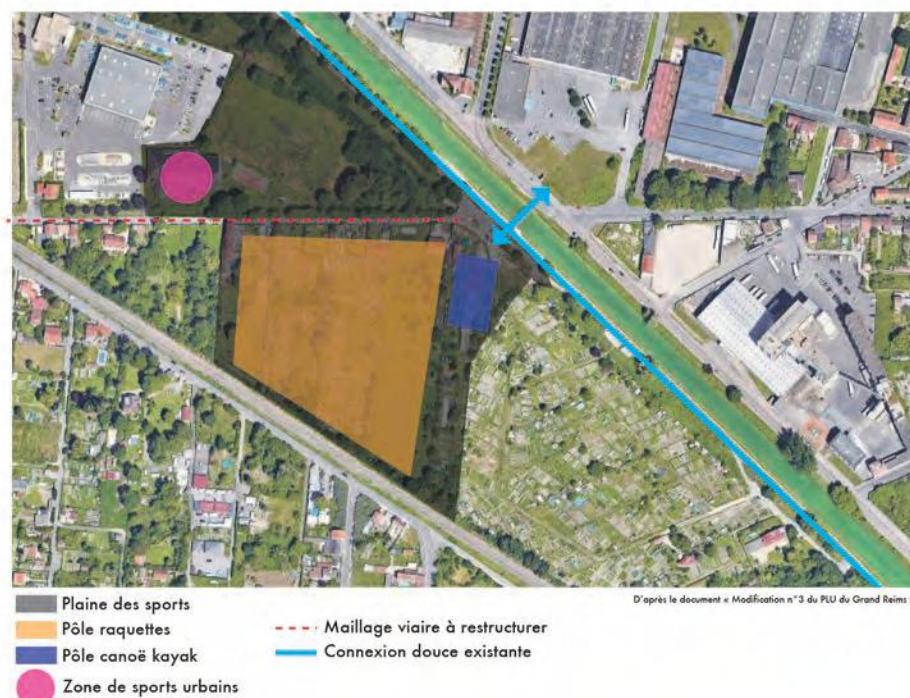 D'après le document « Modification n°3 du PLU du Grand Reims
Plaine des sports
Pôle raquettes
Pôle canoë kayak
Zone de sports urbains
Maillage viaire à restructurer
Connexion douce existante